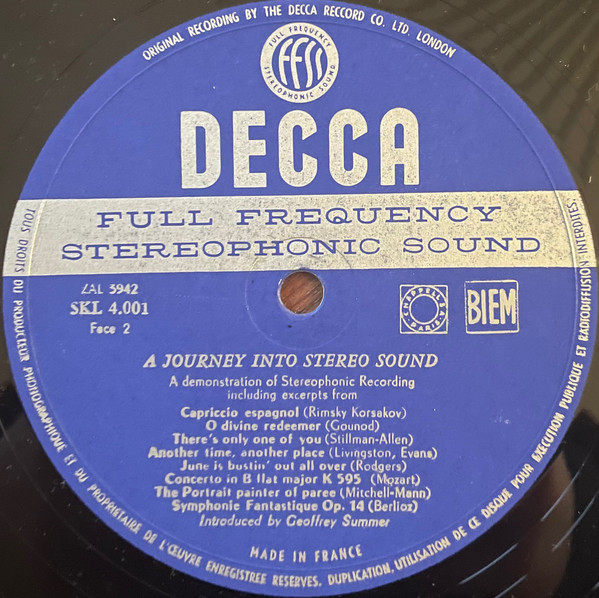 ORIGINAL RECORDING BY THE DECCA RECCORD CO. LTD. LONDON
FULL FREQUENCY
FFSS
STEREOPHONIC SOUND
DECCA
FULL FREQUENCY
STEREOPHONIC SOUND
ZAL 5942
SKL 4.001
Face 2
CHAPPELL S.A.
PARIS
BIEM
A JOURNEY INTO STEREO SOUND
A demonstration of Stereophonic Recording
including excerpts from
Capriccio espagnol (Rimsky Korsakov)
O divine redeemer (Gounod)
There's only one of you (Stillman-Allen)
Another time, another place (Livingston, Evans)
June is bustin' out all over (Rodgers)
Concerto in B flat major K 595 (Mozart)
The Portrait painter of paree (Mitchell-Mann)
Symphonie Fantastique Op. 14 (Berlioz)
Introduced by Geoffrey Summer
MADE IN FRANCE
TOUS DROITS DU PRODUCTEUR PHONOGRAPHIQUE ET DU PROPRIETAIRE DE L'ŒUVRE ENREGISTREE RESERVES. DUPLICATION, UTILISATION DE CE DISQUE POUR EXECUTION PUBLIQUE ET RADIODIFFUSION INTERDITES.